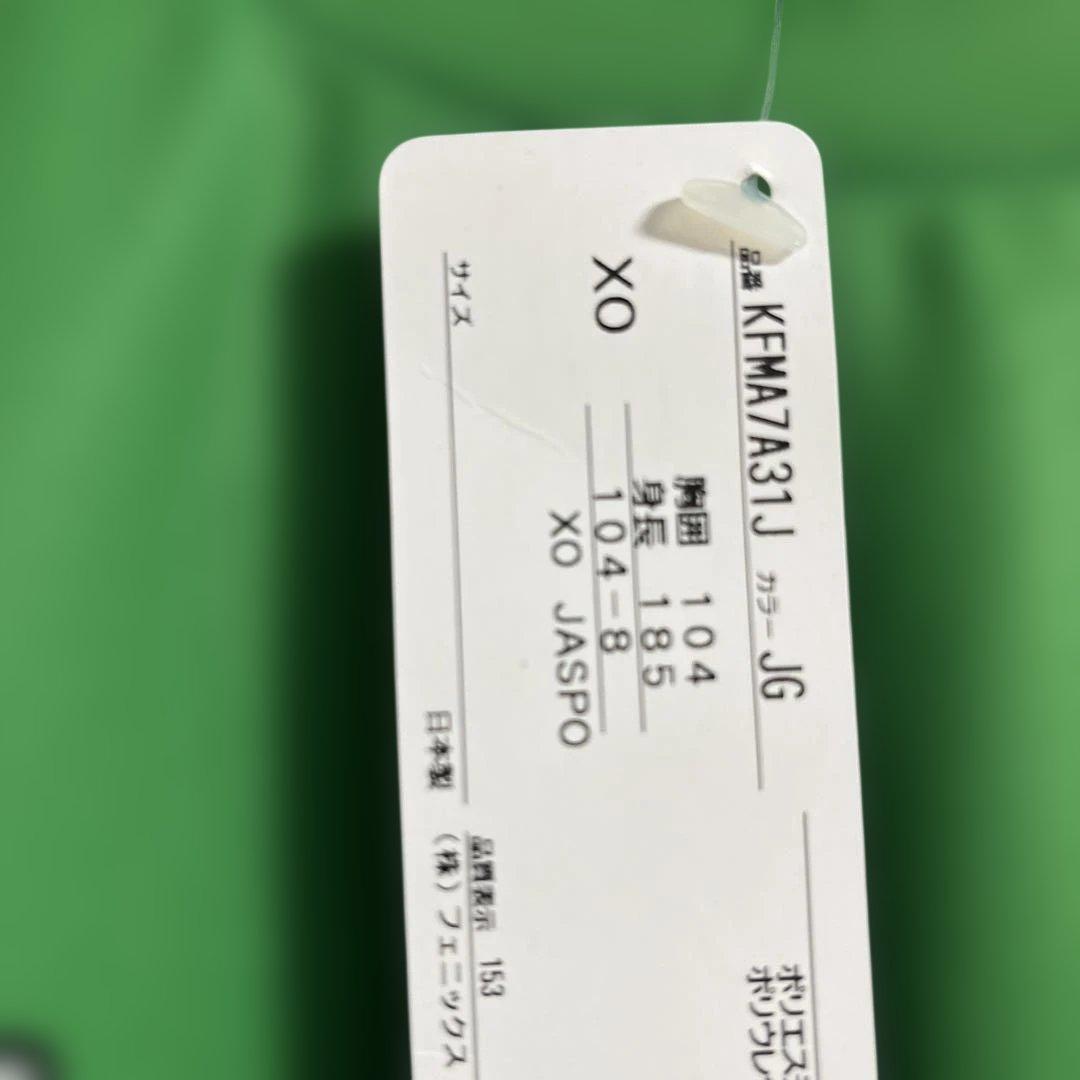 品番 KFMA7A31J カラー JG
胸囲 104
身長 185
104-8
XO
XO JASPO
サイズ
日本製
ポリエス
ポリウレ
品質表示 153
(株)フェニックス